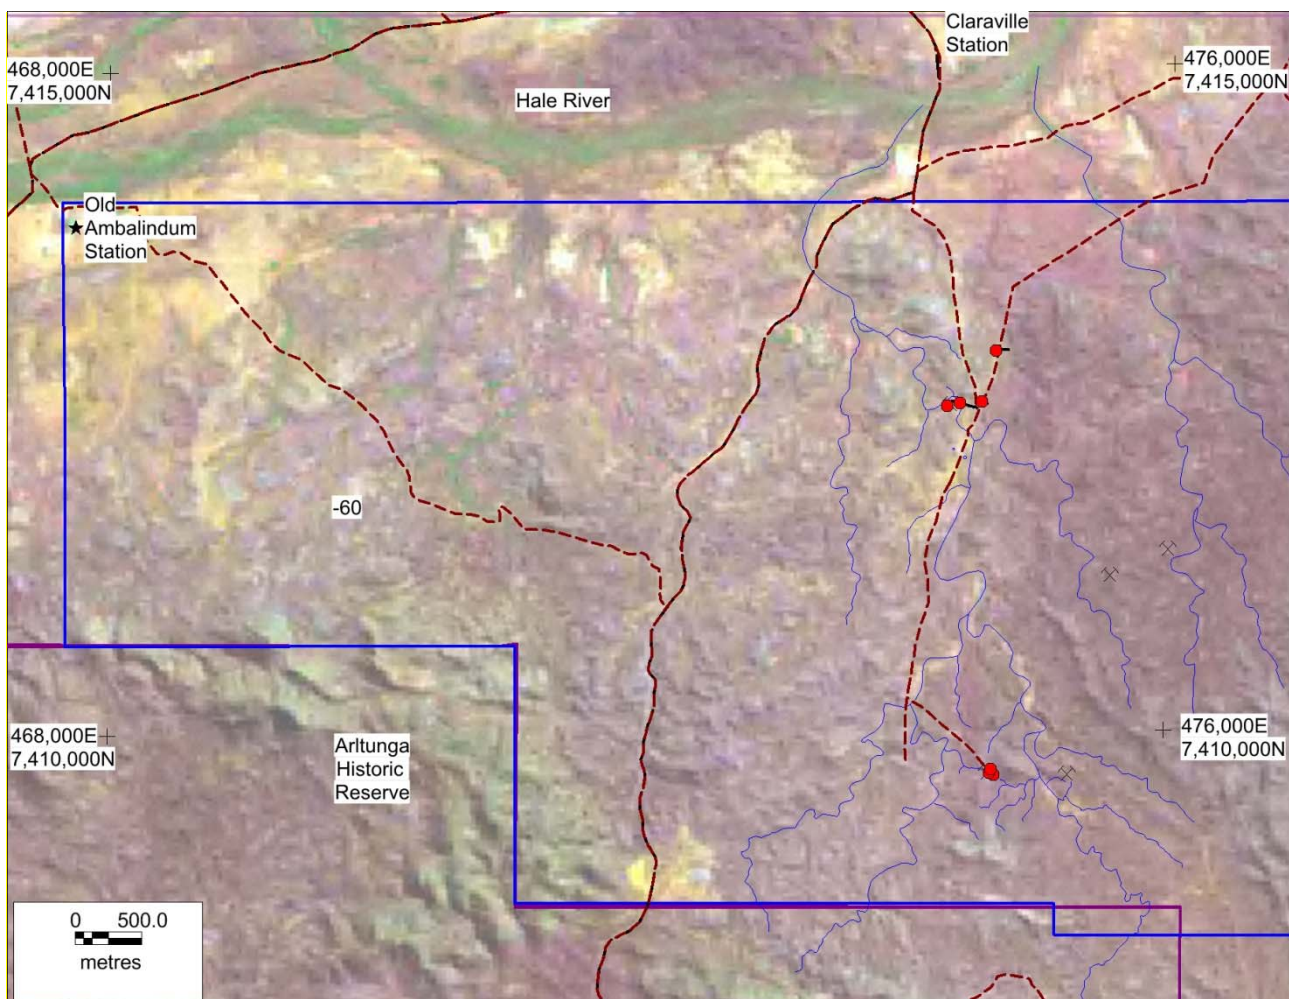 Claraville
Station
468,000E
7,415,000N
476,000E
7,415,000N
Hale River
Old
Ambalindum
Station
-60
468,000E
7,410,000N
Arltunga
Historic
Reserve
476,000E
7,410,000N
0 500.0
metres